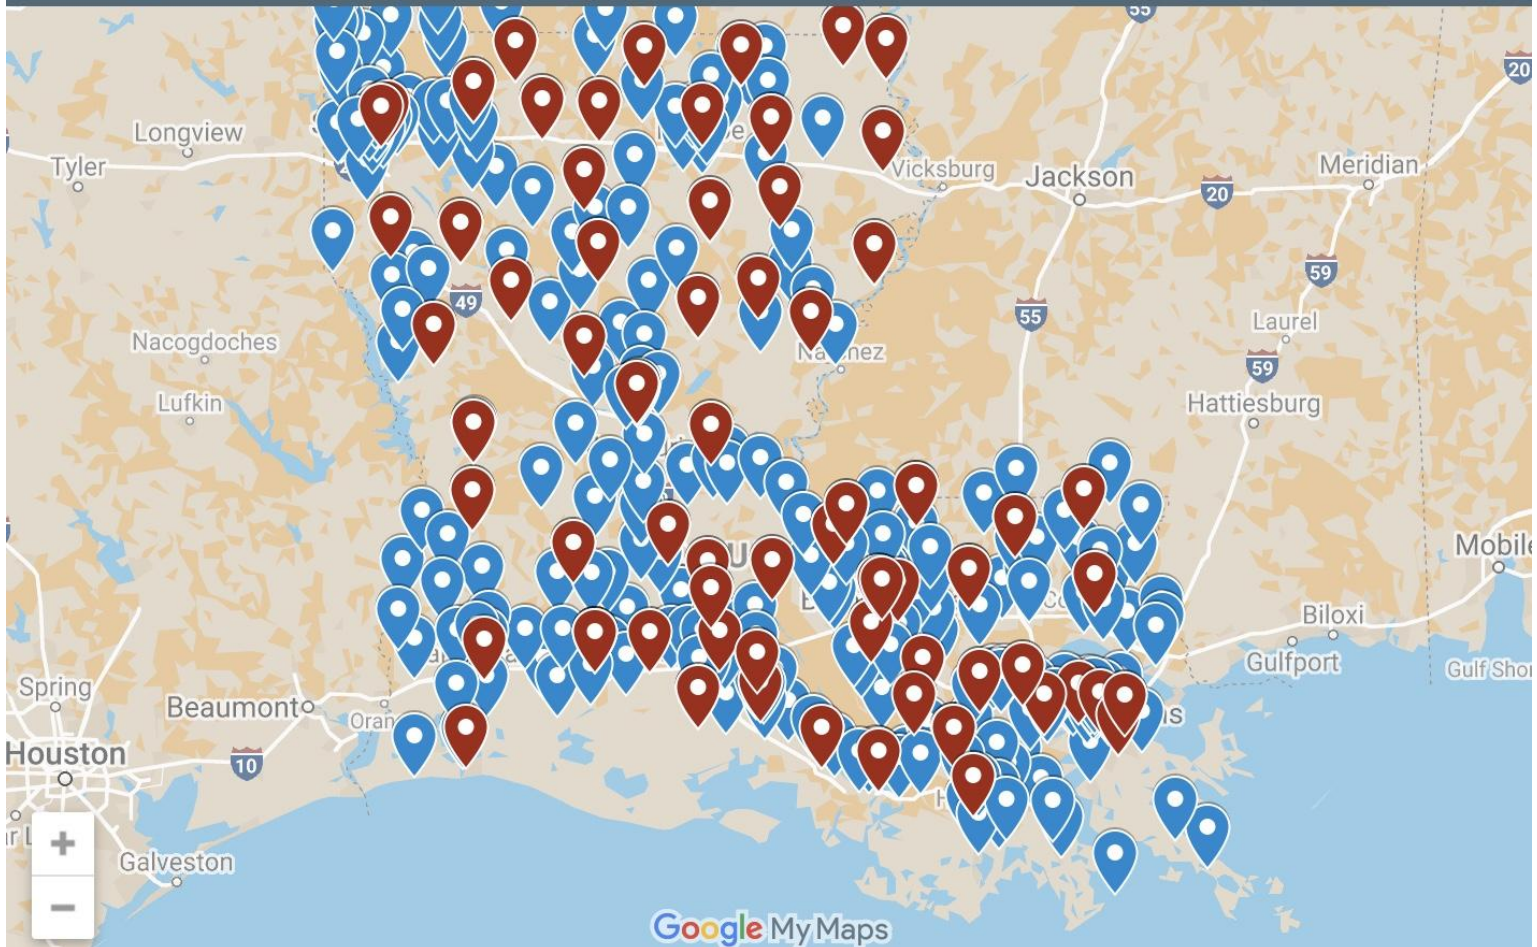 55
20
Longview
Tyler
Vicksburg
Jackson
Meridian
20
59
49
55
Nacogdoches
Laurel
59
Lufkin
Hattiesburg
Mobile
Biloxi
Gulfport
Gulf Shor
Spring
Beaumont
Oran
Houston
10
Galveston
+
−
Google My Maps